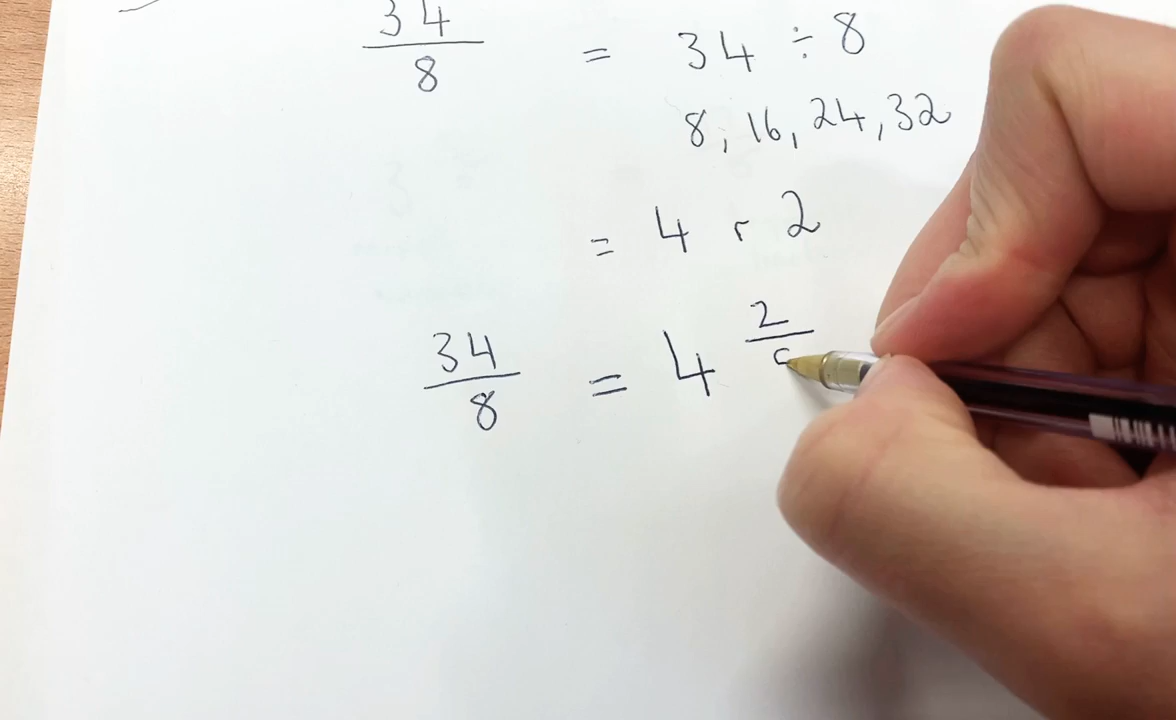 34/8 = 34 ÷ 8
8, 16, 24, 32
= 4 r 2
34/8 = 4 2/